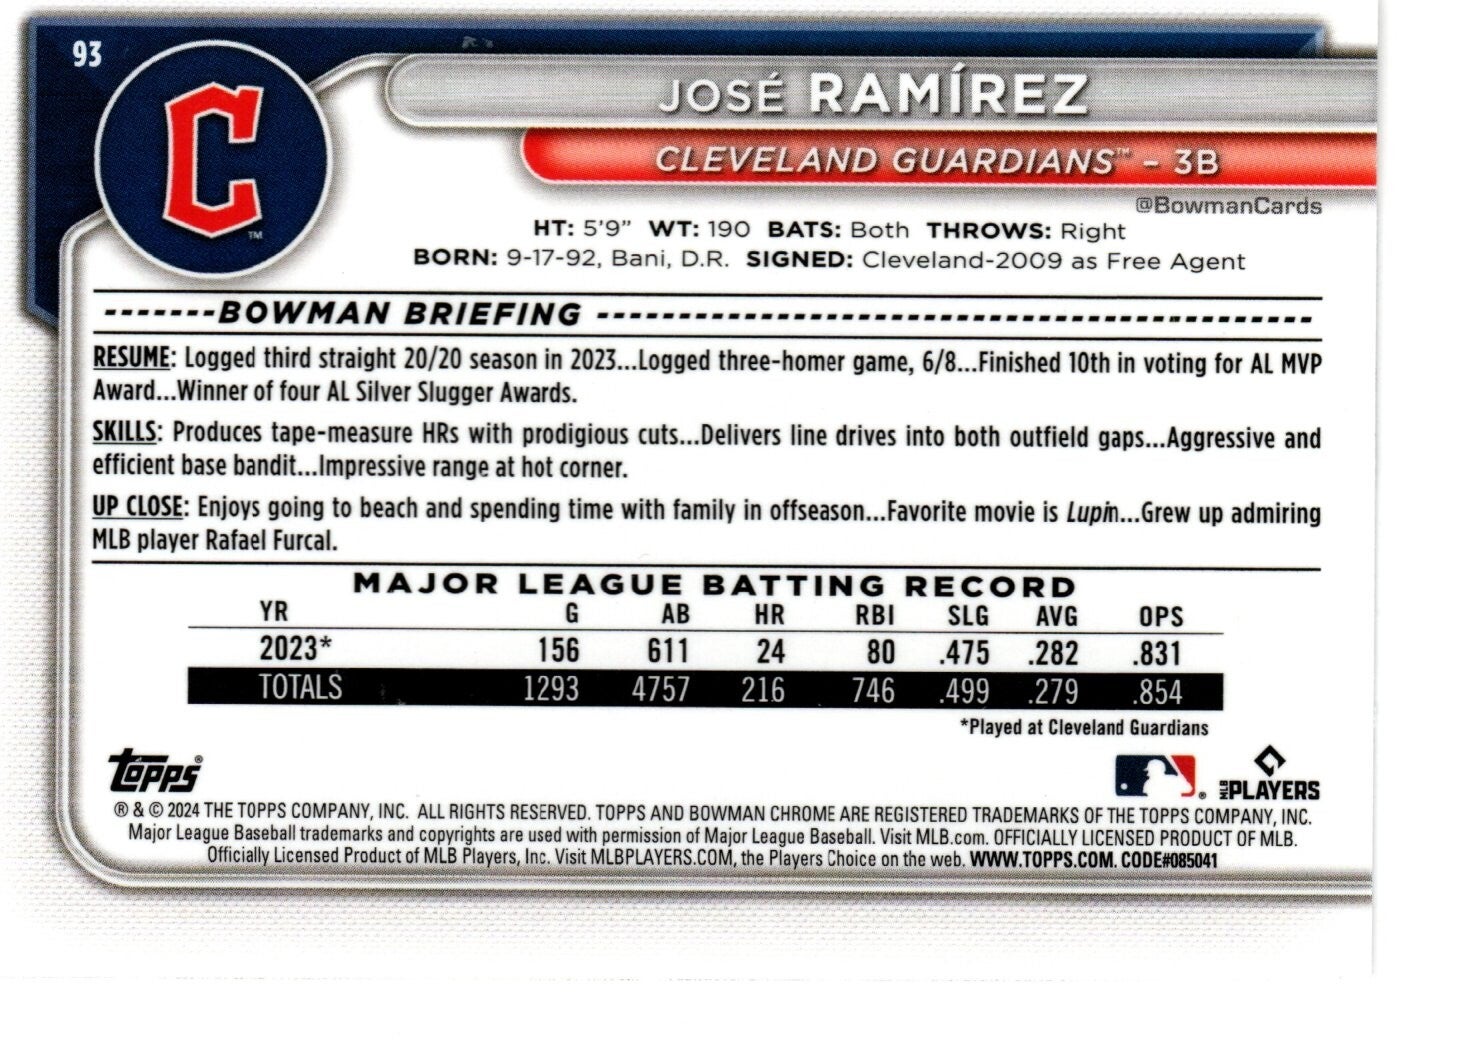 93
C
TM
JOSÉ RAMÍREZ
CLEVELAND GUARDIANS™ - 3B
@BowmanCards
HT: 5'9" WT: 190 BATS: Both THROWS: Right
BORN: 9-17-92, Bani, D.R. SIGNED: Cleveland-2009 as Free Agent
-------BOWMAN BRIEFING --------------------------------------------
RESUME: Logged third straight 20/20 season in 2023...Logged three-homer game, 6/8...Finished 10th in voting for AL MVP
Award...Winner of four AL Silver Slugger Awards.
SKILLS: Produces tape-measure HRs with prodigious cuts...Delivers line drives into both outfield gaps...Aggressive and
efficient base bandit...Impressive range at hot corner.
UP CLOSE: Enjoys going to beach and spending time with family in offseason...Favorite movie is Lupin...Grew up admiring
MLB player Rafael Furcal.
MAJOR LEAGUE BATTING RECORD
YR G AB HR RBI SLG AVG OPS
2023* 156 611 24 80 .475 .282 .831
TOTALS 1293 4757 216 746 .499 .279 .854
*Played at Cleveland Guardians
Topps®
®
MLB PLAYERS
® & © 2024 THE TOPPS COMPANY, INC. ALL RIGHTS RESERVED. TOPPS AND BOWMAN CHROME ARE REGISTERED TRADEMARKS OF THE TOPPS COMPANY, INC.
Major League Baseball trademarks and copyrights are used with permission of Major League Baseball. Visit MLB.com. OFFICIALLY LICENSED PRODUCT OF MLB.
Officially Licensed Product of MLB Players, Inc. Visit MLBPLAYERS.COM, the Players Choice on the web. WWW.TOPPS.COM. CODE#085041